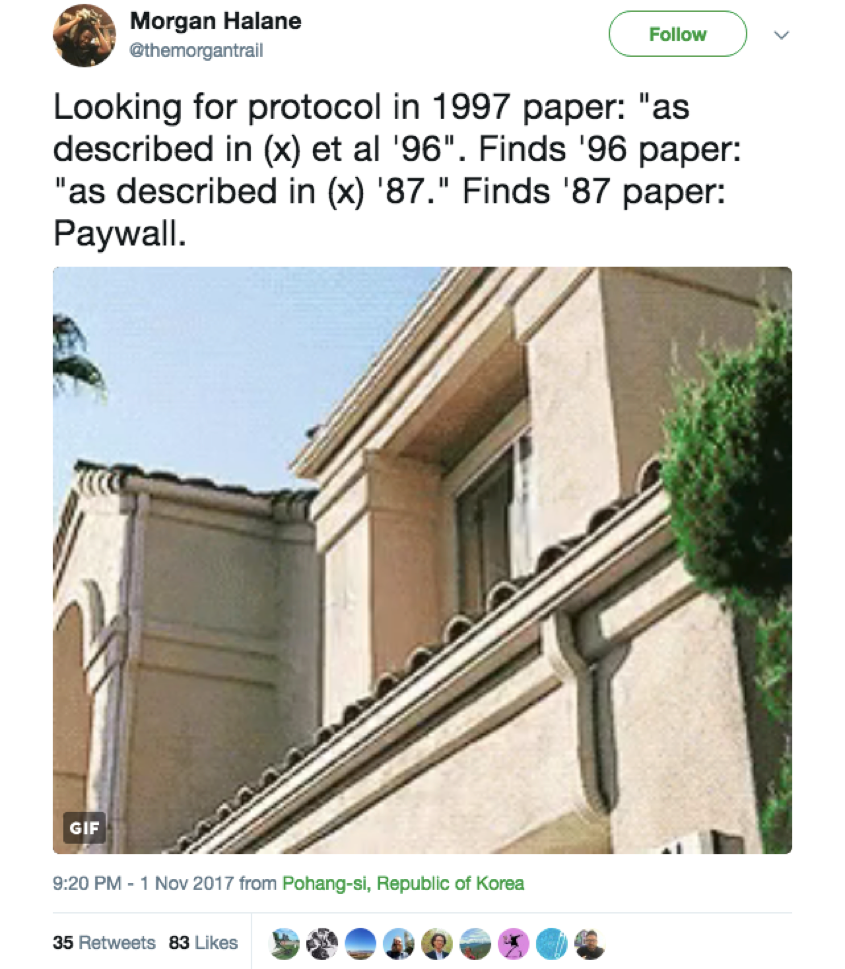 Morgan Halane
@themorgantrail
Follow
Looking for protocol in 1997 paper: "as
described in (x) et al '96". Finds '96 paper:
"as described in (x) '87." Finds '87 paper:
Paywall.
GIF
9:20 PM - 1 Nov 2017 from Pohang-si, Republic of Korea
35 Retweets 83 Likes